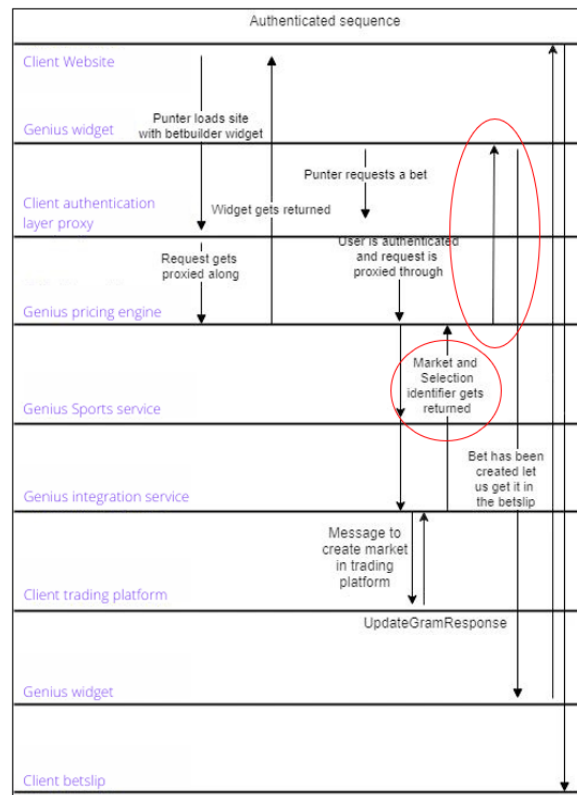 Authenticated sequence
Client Website
Punter loads site
with betbuilder widget
Genius widget
Punter requests a bet
Client authentication
layer proxy
Widget gets returned
Request gets
proxied along
User is authenticated
and request is
proxied through
Genius pricing engine
Market and
Selection
identifier gets
returned
Genius Sports service
Bet has been
created let
us get it in
the betslip
Genius integration service
Message to
create market
in trading
platform
Client trading platform
UpdateGramResponse
Genius widget
Client betslip